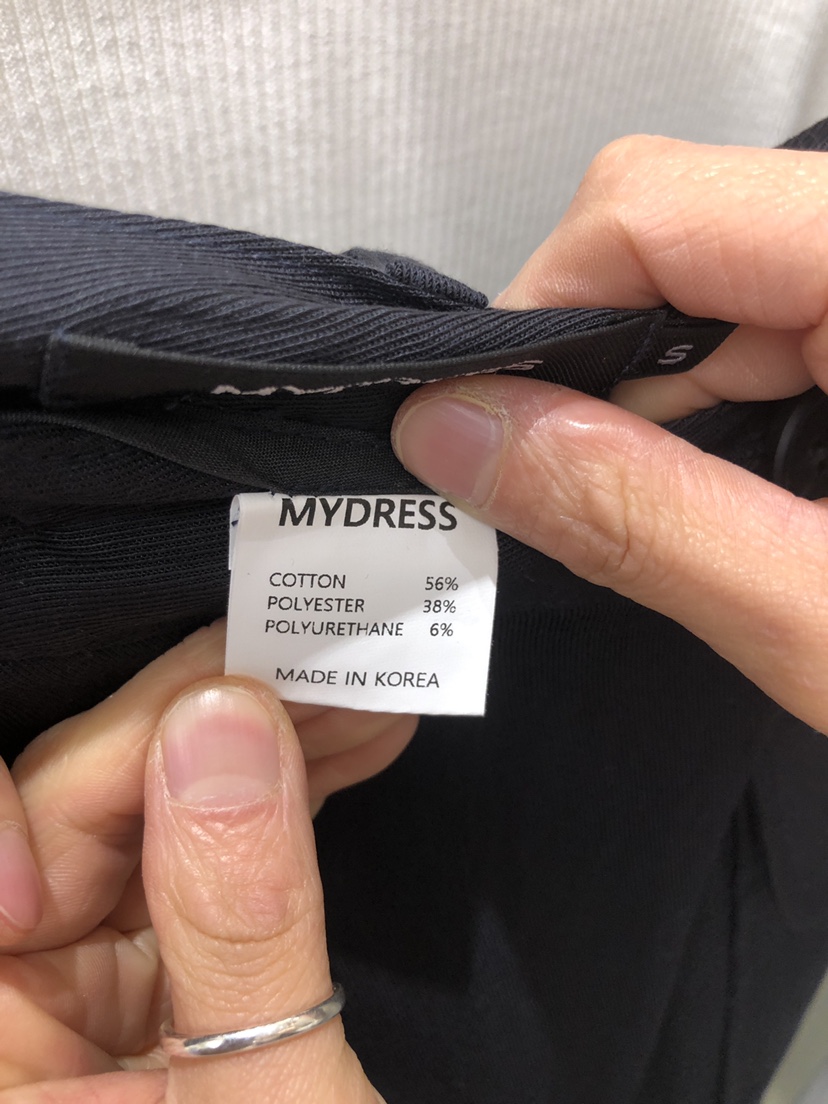 S
MYDRESS
COTTON 56%
POLYESTER 38%
POLYURETHANE 6%
MADE IN KOREA